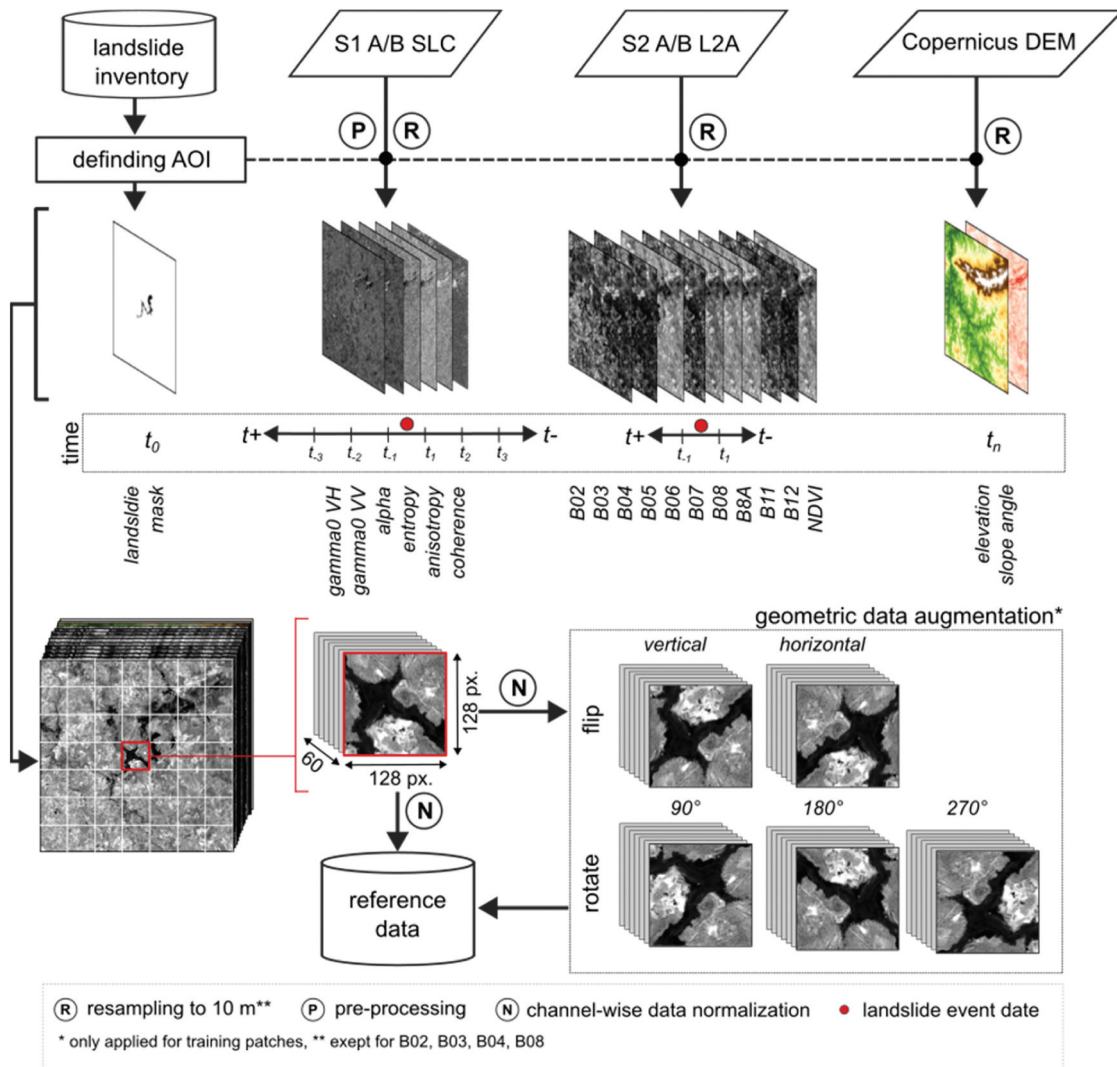 landslide
inventory
S1 A/B SLC
S2 A/B L2A
Copernicus DEM
P
R
R
R
definding AOI
time
t0
t+
t-3
t-2
t-1
t1
t2
t3
t-
t+
t-1
t1
t-
tn
landsldie
mask
gamma0 VH
gamma0 VV
alpha
entropy
anisotropy
coherence
B02
B03
B04
B05
B06
B07
B08
B8A
B11
B12
NDVI
elevation
slope angle
geometric data augmentation*
vertical
horizontal
flip
N
128 px.
60
128 px.
N
90°
180°
270°
rotate
reference
data
R resampling to 10 m**
P pre-processing
N channel-wise data normalization
landslide event date
* only applied for training patches, ** exept for B02, B03, B04, B08